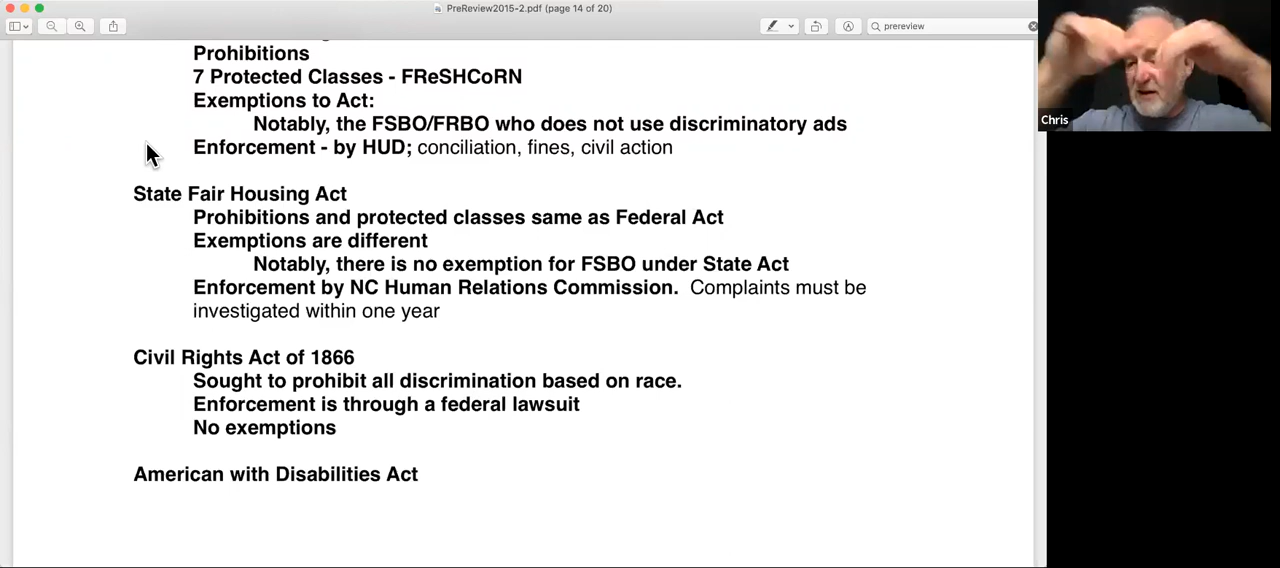 PreReview2015-2.pdf (page 14 of 20)
prereview
Prohibitions
7 Protected Classes - FReSHCoRN
Exemptions to Act:
Notably, the FSBO/FRBO who does not use discriminatory ads
Enforcement - by HUD; conciliation, fines, civil action
State Fair Housing Act
Prohibitions and protected classes same as Federal Act
Exemptions are different
Notably, there is no exemption for FSBO under State Act
Enforcement by NC Human Relations Commission.  Complaints must be
investigated within one year
Civil Rights Act of 1866
Sought to prohibit all discrimination based on race.
Enforcement is through a federal lawsuit
No exemptions
American with Disabilities Act
Chris